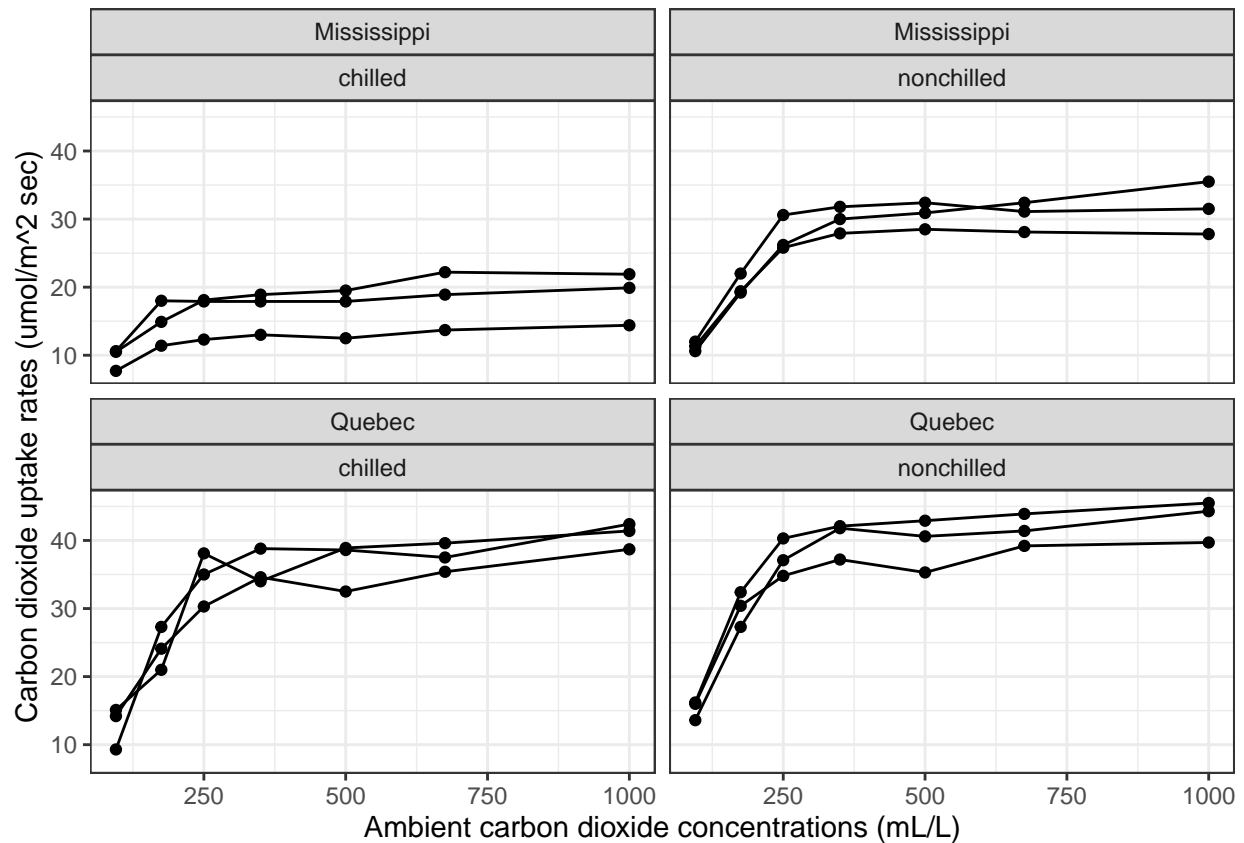 Mississippi
Mississippi
chilled
nonchilled
40
30
20
10
Quebec
Quebec
chilled
nonchilled
40
30
20
10
250
500
750
1000
250
500
750
1000
Ambient carbon dioxide concentrations (mL/L)
Carbon dioxide uptake rates (umol/m^2 sec)